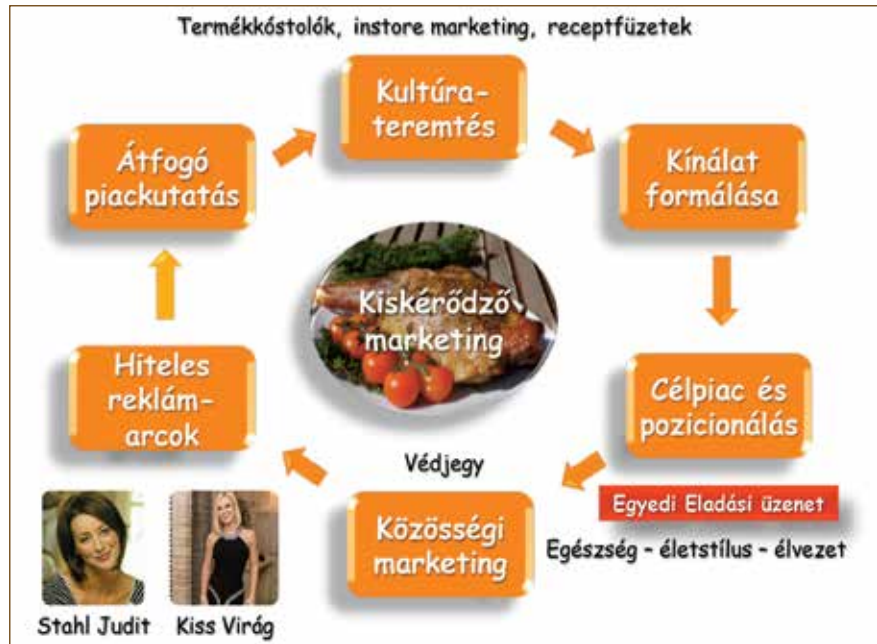 Termékkóstolók, instore marketing, receptfüzetek
Kultúra-
teremtés
Kínálat
formálása
Célpiac és
pozicionálás
Egyedi Eladási üzenet
Egészség – életstílus – élvezet
Védjegy
Közösségi
marketing
Hiteles
reklám-
arcok
Stahl Judit
Kiss Virág
Átfogó
piackutatás
Kiskérődző
marketing